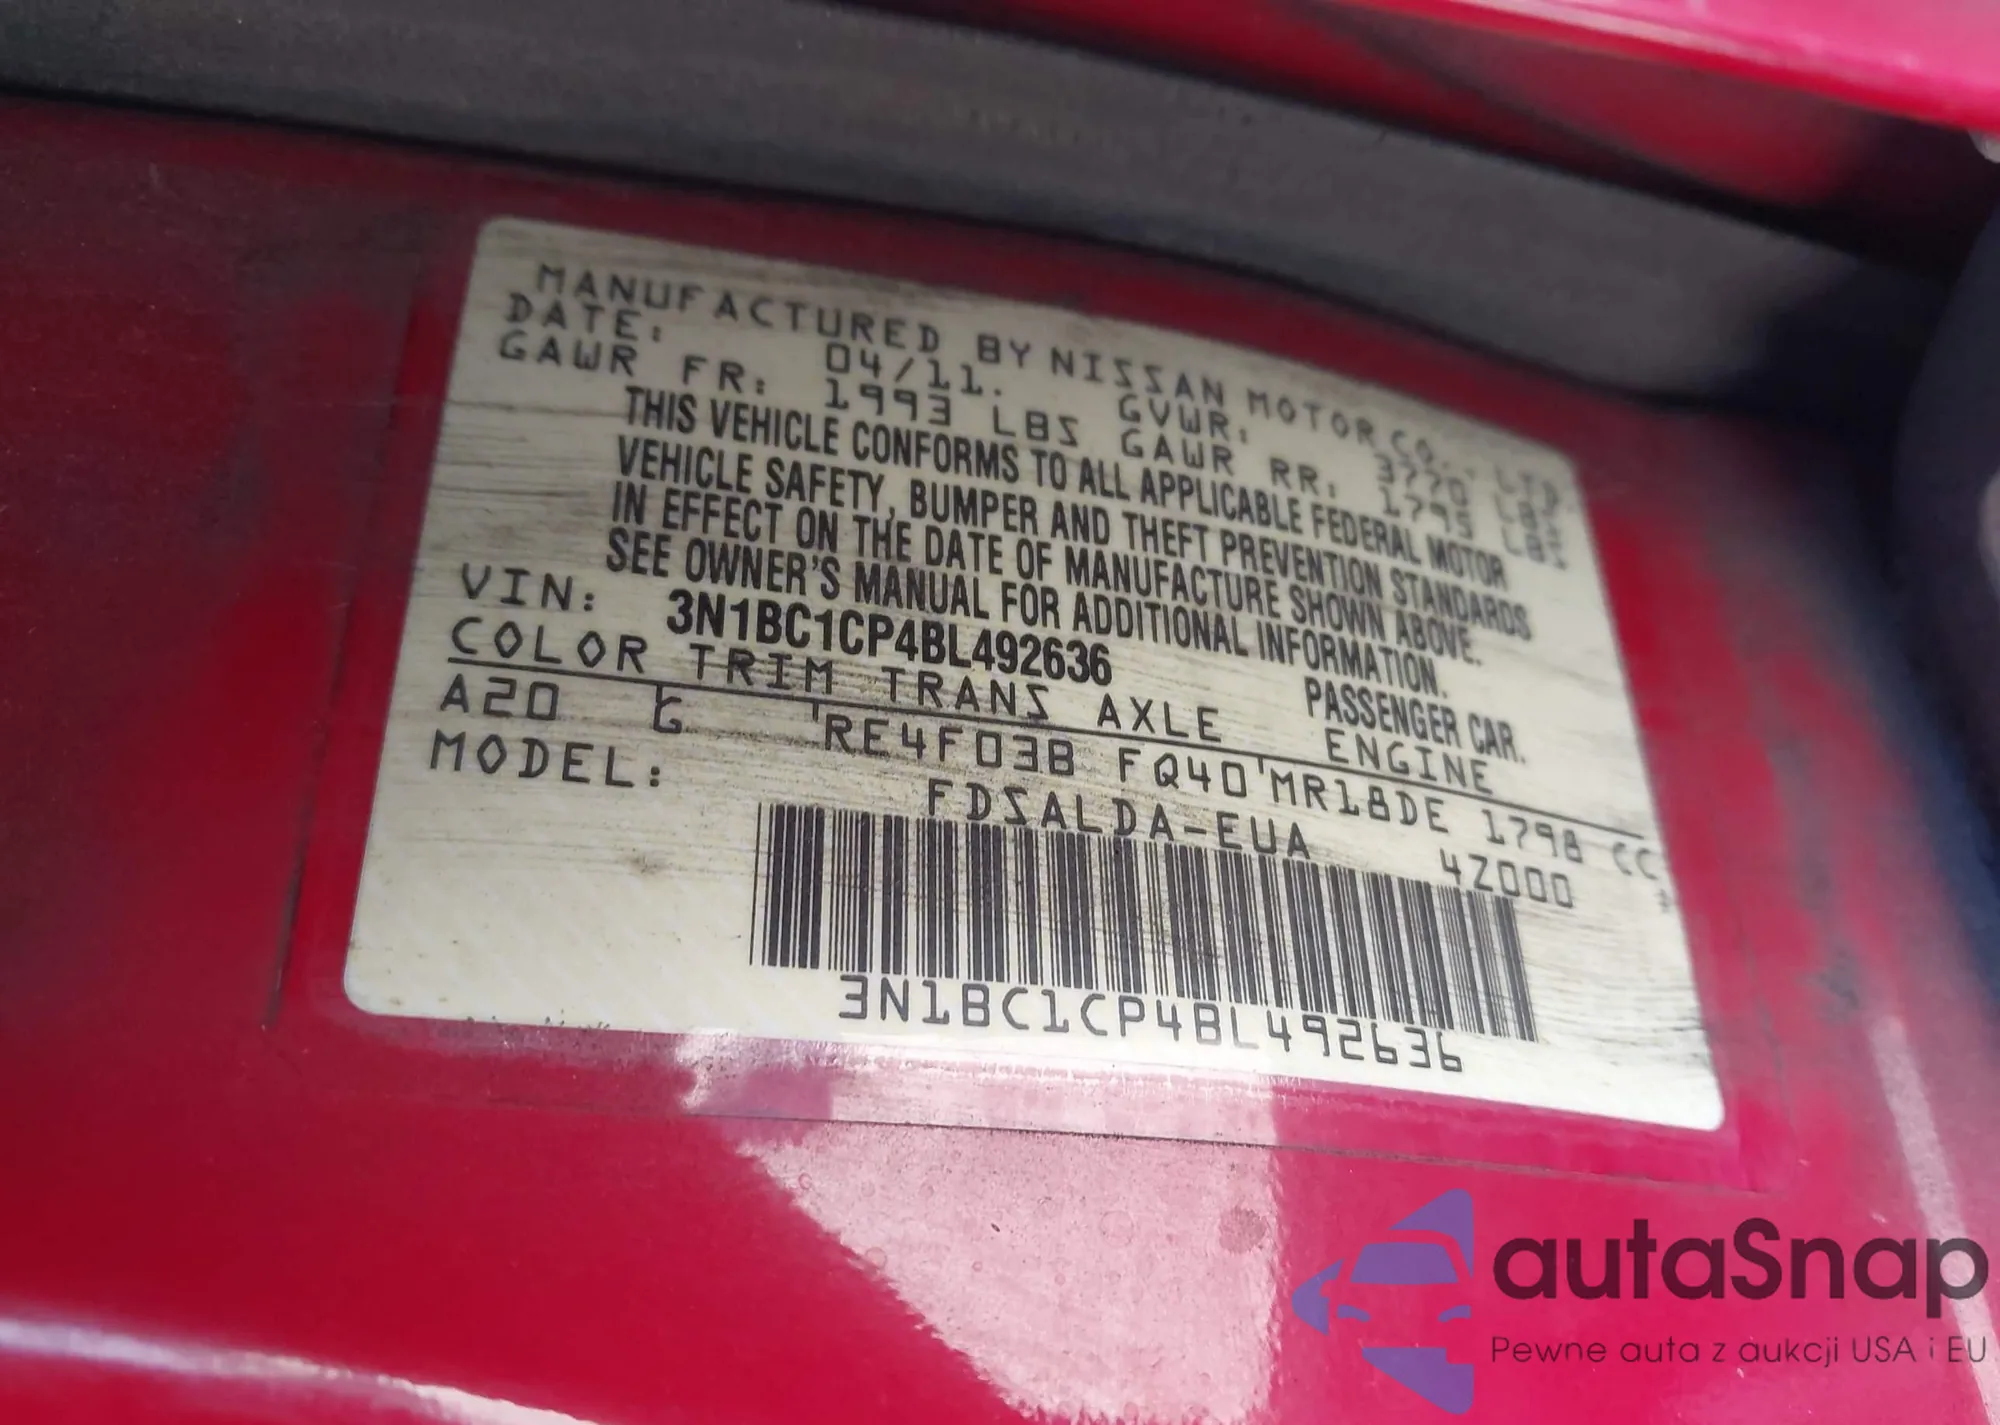 MANUFACTURED BY NISSAN MOTOR CO., LTD.
DATE: 04/11. GVWR: 3770 LBS
GAWR FR: 1993 LBS GAWR RR: 1795 LBS
THIS VEHICLE CONFORMS TO ALL APPLICABLE FEDERAL MOTOR
VEHICLE SAFETY, BUMPER AND THEFT PREVENTION STANDARDS
IN EFFECT ON THE DATE OF MANUFACTURE SHOWN ABOVE.
SEE OWNER'S MANUAL FOR ADDITIONAL INFORMATION.
VIN: 3N1BC1CP4BL492636 PASSENGER CAR.
COLOR TRIM TRANS AXLE ENGINE
A20 G RE4F03B FQ40 MR18DE 1798 CC
MODEL: FDSALDA-EUA 4Z000
3N1BC1CP4BL492636
autaSnap
Pewne auta z aukcji USA i EU